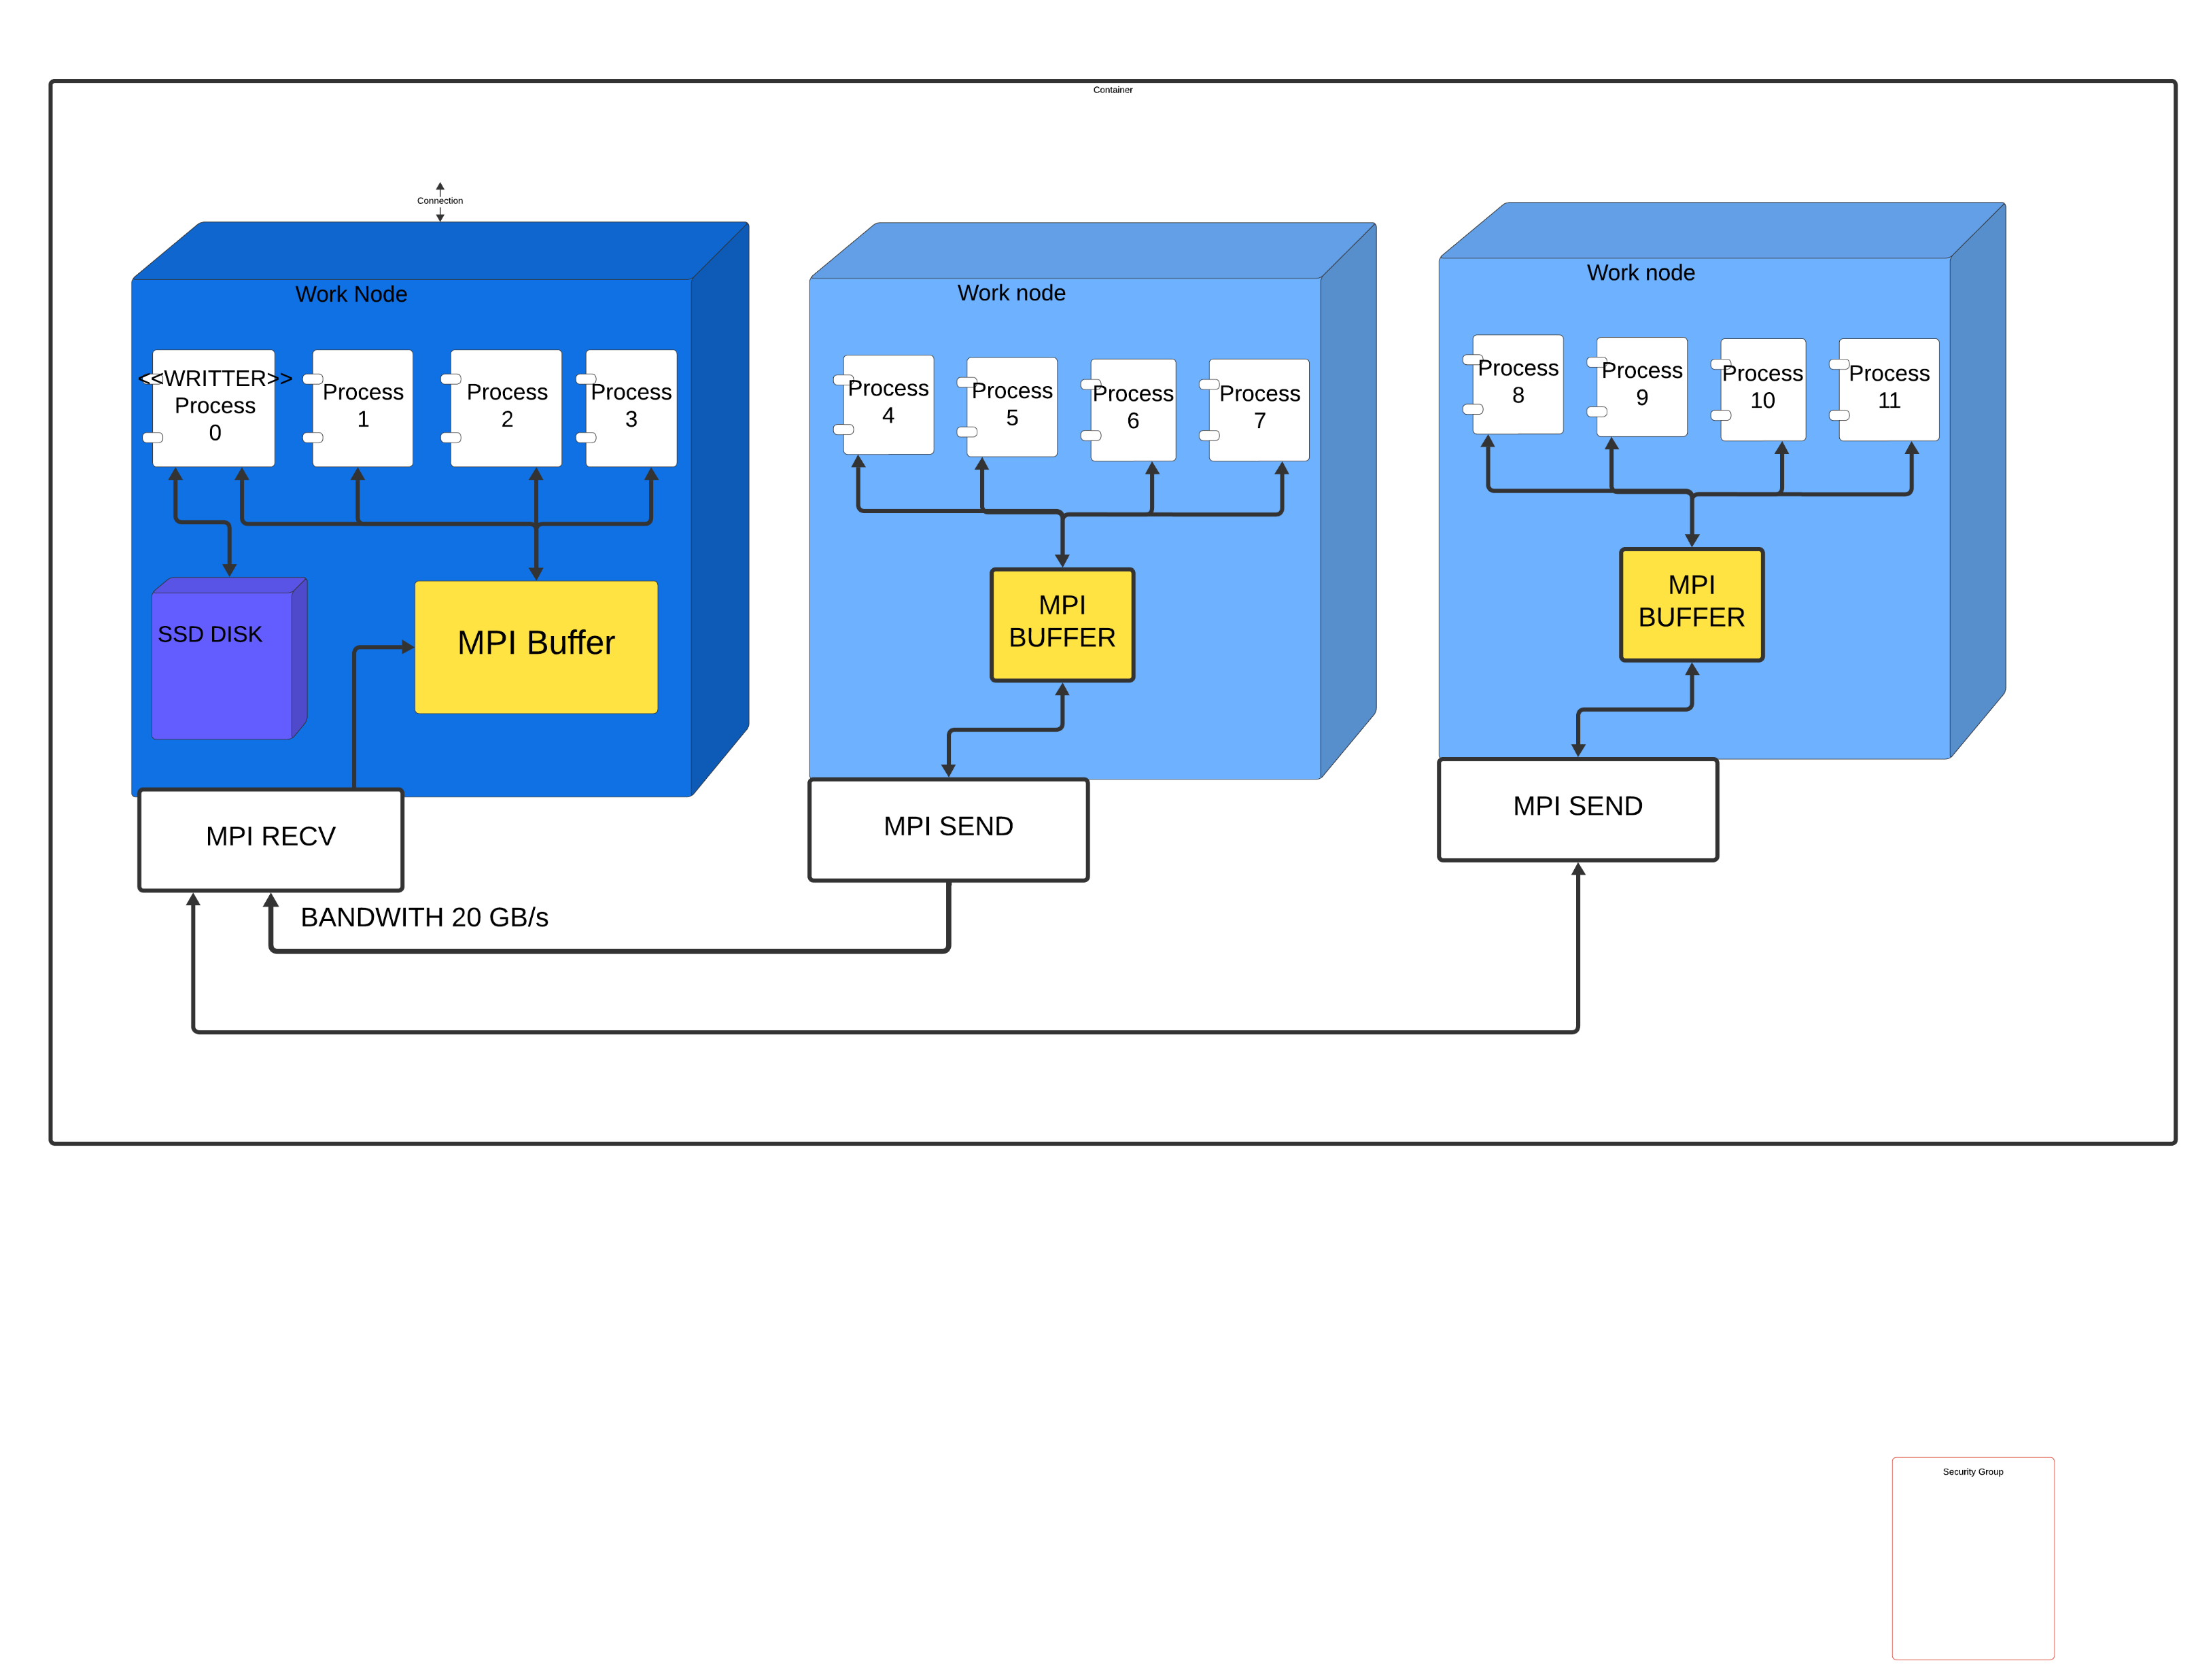 Container
Connection
Work Node
<<WRITTER>>
Process
0
Process
1
Process
2
Process
3
SSD DISK
MPI Buffer
MPI RECV
BANDWITH 20 GB/s
Work node
Process
4
Process
5
Process
6
Process
7
MPI
BUFFER
MPI SEND
Work node
Process
8
Process
9
Process
10
Process
11
MPI
BUFFER
MPI SEND
Security Group